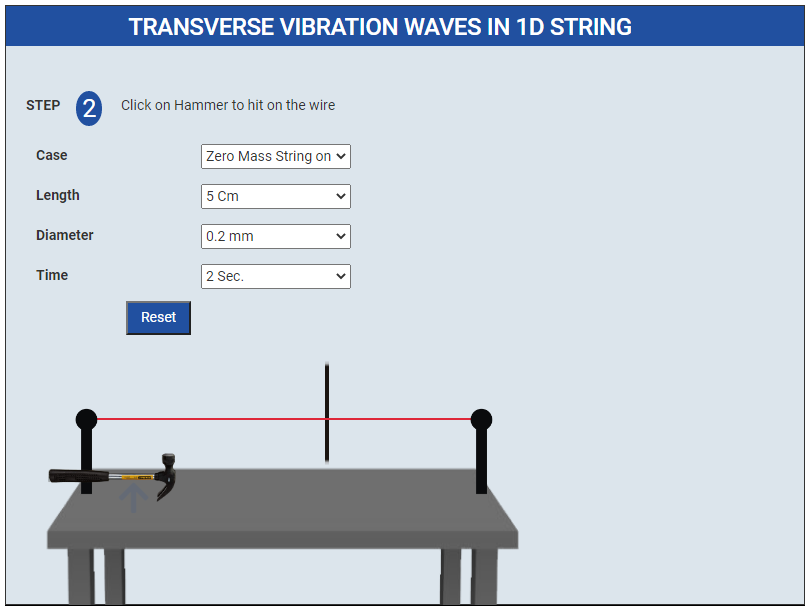 TRANSVERSE VIBRATION WAVES IN 1D STRING
STEP 2 Click on Hammer to hit on the wire
Case Zero Mass String on
Length 5 Cm
Diameter 0.2 mm
Time 2 Sec.
Reset